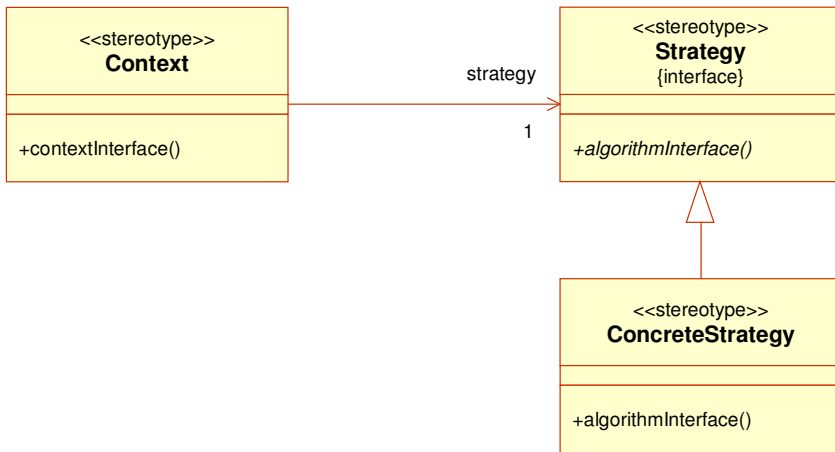 <<stereotype>>
Context
+contextInterface()
strategy
1
<<stereotype>>
Strategy
{interface}
+algorithmInterface()
<<stereotype>>
ConcreteStrategy
+algorithmInterface()